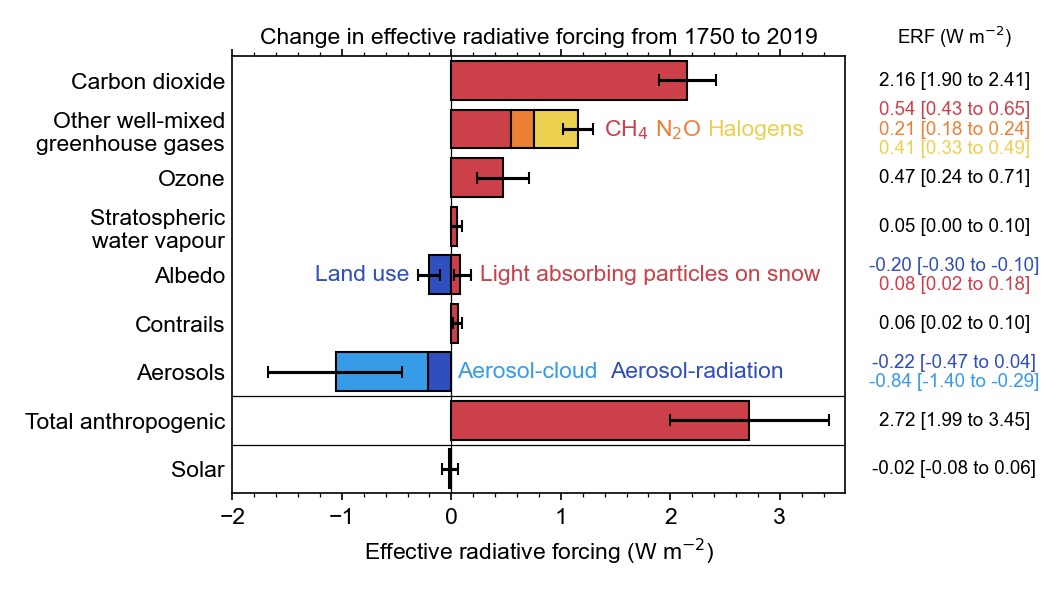 Change in effective radiative forcing from 1750 to 2019
ERF (W m⁻²)
Carbon dioxide
2.16 [1.90 to 2.41]
Other well-mixed
greenhouse gases
CH₄ N₂O Halogens
0.54 [0.43 to 0.65]
0.21 [0.18 to 0.24]
0.41 [0.33 to 0.49]
Ozone
0.47 [0.24 to 0.71]
Stratospheric
water vapour
0.05 [0.00 to 0.10]
Albedo
Land use
Light absorbing particles on snow
-0.20 [-0.30 to -0.10]
0.08 [0.02 to 0.18]
Contrails
0.06 [0.02 to 0.10]
Aerosols
Aerosol-cloud Aerosol-radiation
-0.22 [-0.47 to 0.04]
-0.84 [-1.40 to -0.29]
Total anthropogenic
2.72 [1.99 to 3.45]
Solar
-0.02 [-0.08 to 0.06]
−2 −1 0 1 2 3
Effective radiative forcing (W m⁻²)